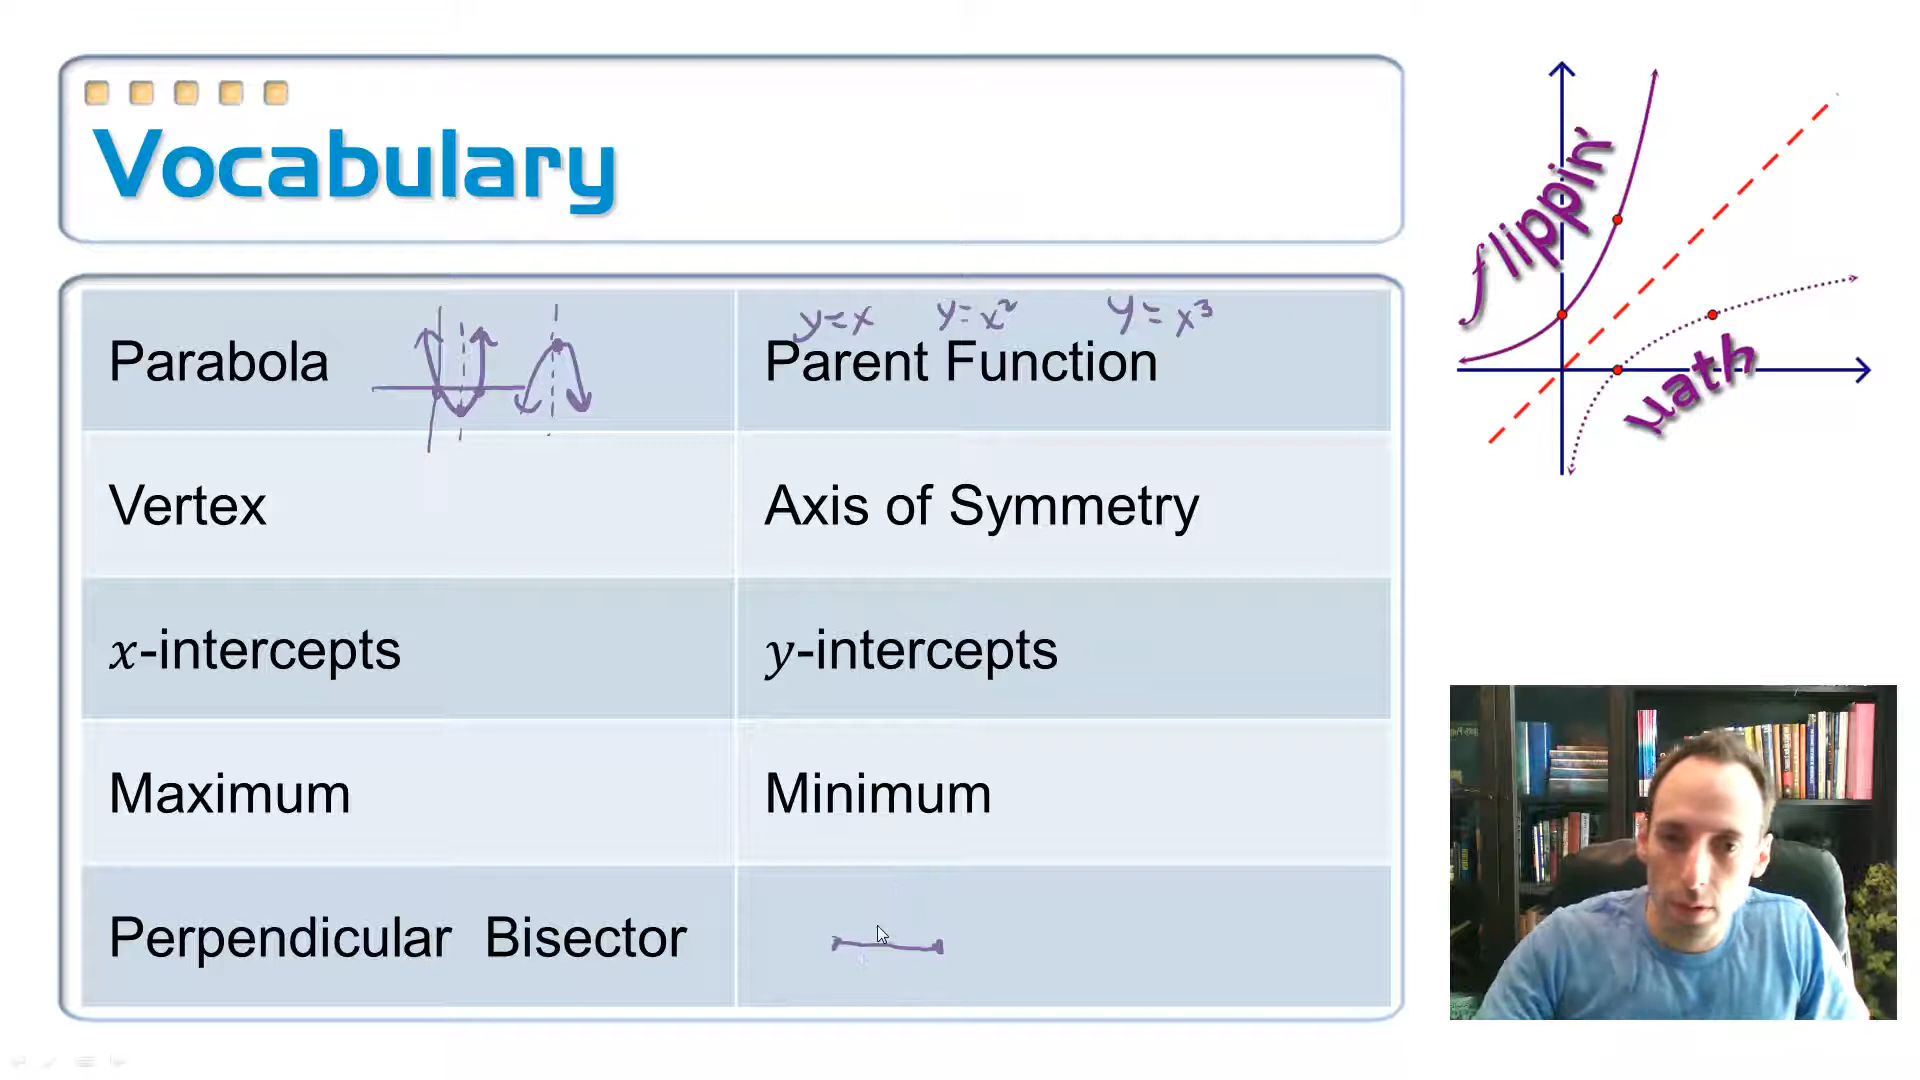 Vocabulary
y=x y=x² y=x³
Parabola Parent Function
Vertex Axis of Symmetry
x-intercepts y-intercepts
Maximum Minimum
Perpendicular Bisector
flippin'
math